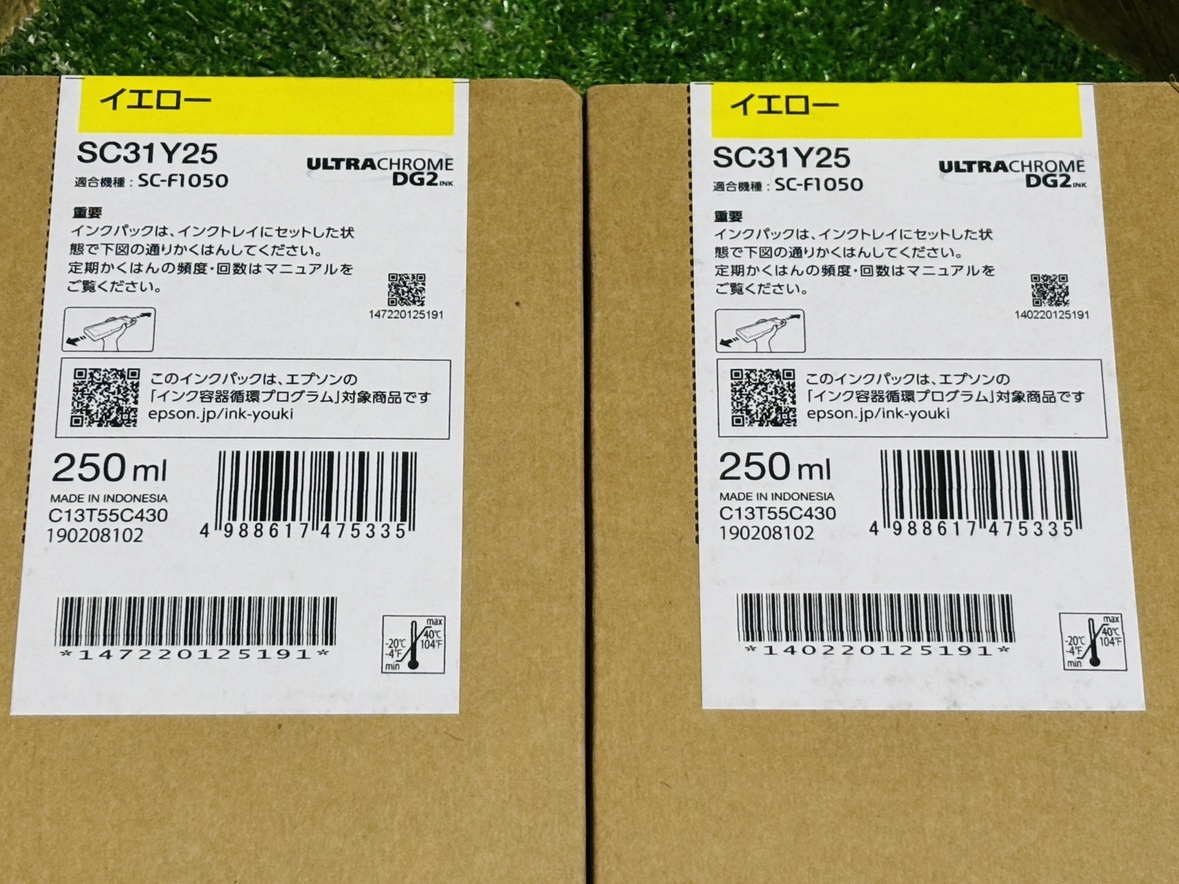 イエロー
SC31Y25
ULTRACHROME
DG2 INK
適合機種：SC-F1050
重要
インクパックは、インクトレイにセットした状
態で下図の通りかくはんしてください。
定期かくはんの頻度・回数はマニュアルを
ご覧ください。
147220125191
このインクパックは、エプソンの
「インク容器循環プログラム」対象商品です
epson.jp/ink-youki
250 ml
MADE IN INDONESIA
C13T55C430
190208102
4 988617 475335
*147220125191*
max
40℃
104°F
-20℃
-4°F
min
イエロー
SC31Y25
ULTRACHROME
DG2 INK
適合機種：SC-F1050
重要
インクパックは、インクトレイにセットした状
態で下図の通りかくはんしてください。
定期かくはんの頻度・回数はマニュアルを
ご覧ください。
140220125191
このインクパックは、エプソンの
「インク容器循環プログラム」対象商品です
epson.jp/ink-youki
250 ml
MADE IN INDONESIA
C13T55C430
190208102
4 988617 475335
*140220125191*
max
40℃
104°F
-20℃
-4°F
min